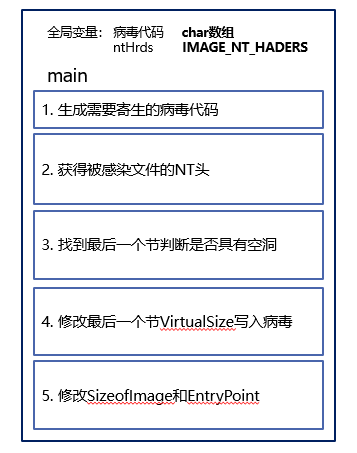 全局变量： 病毒代码 char数组
ntHrds IMAGE_NT_HADERS
main
1. 生成需要寄生的病毒代码
2. 获得被感染文件的NT头
3. 找到最后一个节判断是否具有空洞
4. 修改最后一个节VirtualSize写入病毒
5. 修改SizeofImage和EntryPoint